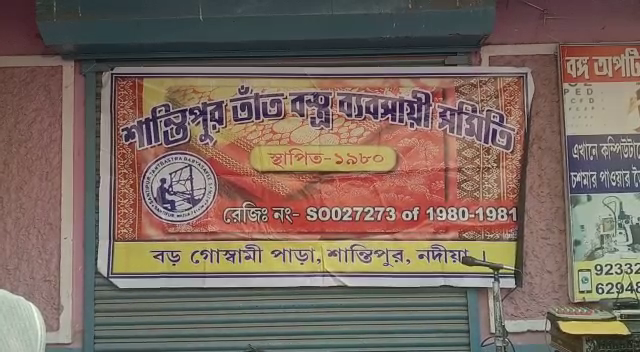 শান্তিপুর তাঁত বস্ত্র ব্যবসায়ী সমিতি
স্থাপিত-১৯৮০
রেজিঃ নং- SO027273 of 1980-1981
বড় গোস্বামী পাড়া, শান্তিপুর, নদীয়া
বঙ্গ অপটি
এখানে কম্পিউটা
চশমার পাওয়ার
9233
6294